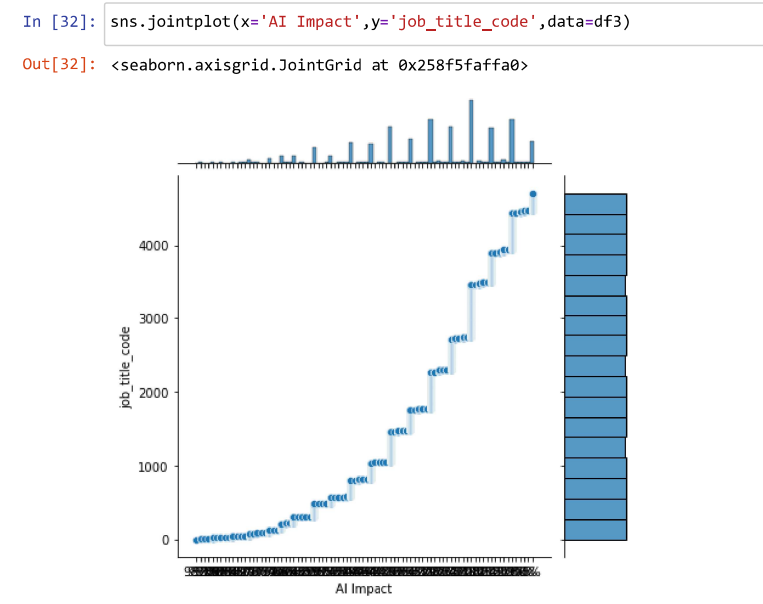 In [32]: sns.jointplot(x='AI Impact',y='job_title_code',data=df3)
Out[32]: <seaborn.axisgrid.JointGrid at 0x258f5faffa0>
4000
3000
2000
1000
0
job_title_code
AI Impact